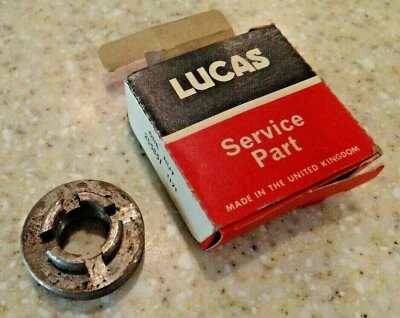 LUCAS
Service
Part
MADE IN THE UNITED KINGDOM